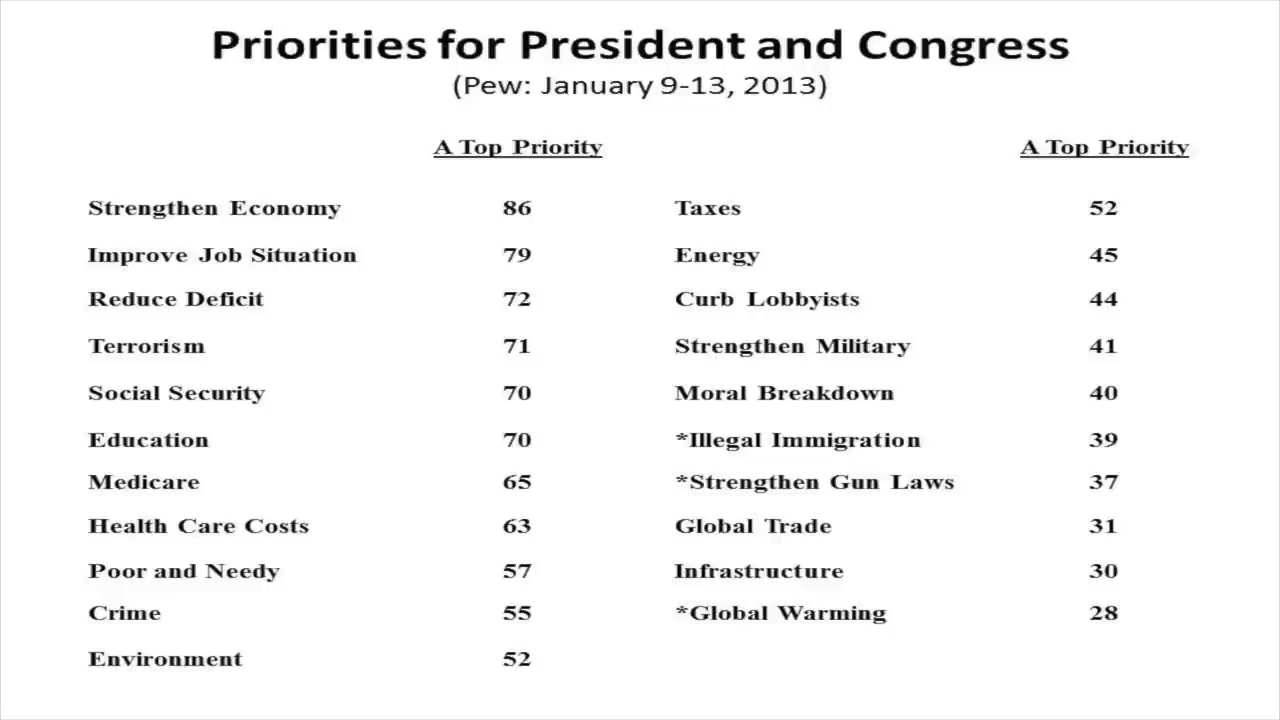 Priorities for President and Congress
(Pew: January 9-13, 2013)
A Top Priority
Strengthen Economy 86
Improve Job Situation 79
Reduce Deficit 72
Terrorism 71
Social Security 70
Education 70
Medicare 65
Health Care Costs 63
Poor and Needy 57
Crime 55
Environment 52
A Top Priority
Taxes 52
Energy 45
Curb Lobbyists 44
Strengthen Military 41
Moral Breakdown 40
*Illegal Immigration 39
*Strengthen Gun Laws 37
Global Trade 31
Infrastructure 30
*Global Warming 28